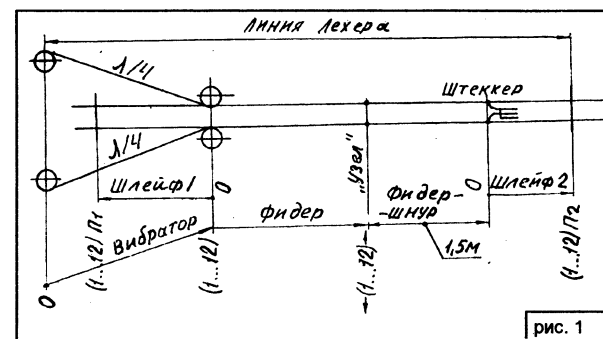 Линия Лехера
λ/4
Штеккер
λ/4
„Узел"
Шлейф 1
0
0
Шлейф 2
Вибратор
Фидер
Фидер-
-шнур
1,5м
0
(1...12) П1
(1...12)
(1...12)
(1...12) П2
рис. 1